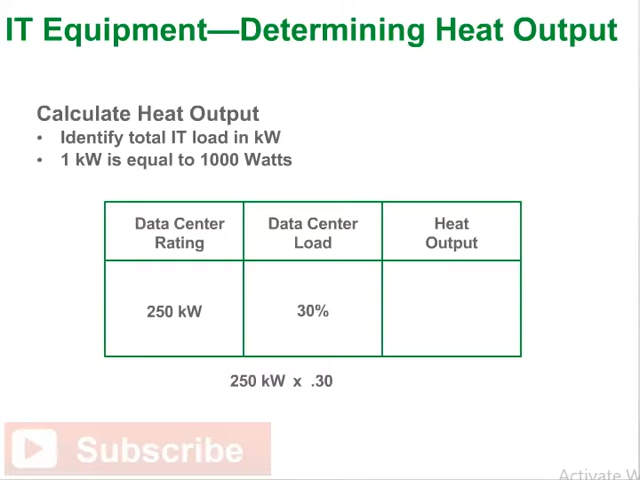 IT Equipment—Determining Heat Output
Calculate Heat Output
• Identify total IT load in kW
• 1 kW is equal to 1000 Watts
Data Center Rating
Data Center Load
Heat Output
250 kW
30%
250 kW x .30
Subscribe
Activate W